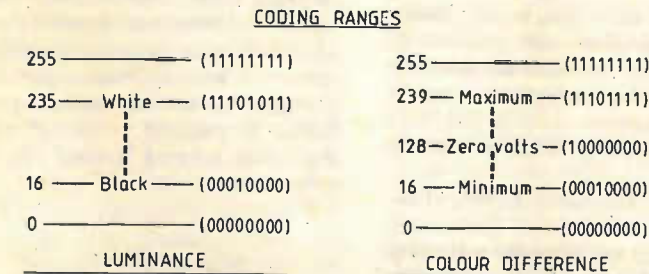 CODING RANGES
255 (11111111)
235 White (11101011)
16 Black (00010000)
0 (00000000)
LUMINANCE
255 (11111111)
239 Maximum (11101111)
128 Zero volts (10000000)
16 Minimum (00010000)
0 (00000000)
COLOUR DIFFERENCE